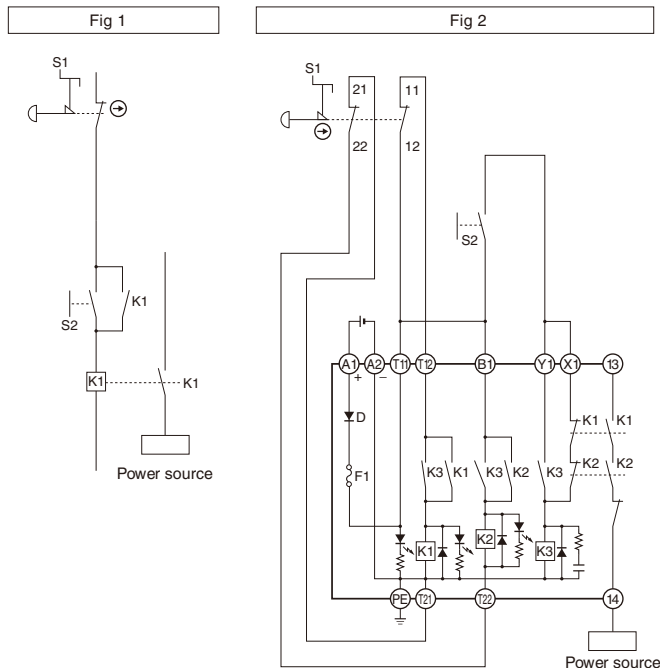 Fig 1
Fig 2
S1
K1
S2
K1
K1
Power source
S1
21
11
22
12
S2
A1
A2
T11
T12
B1
Y1
X1
13
+
−
D
F1
K3
K1
K3
K2
K3
K1
K1
K2
K2
K1
K2
K3
PE
T21
T22
14
Power source